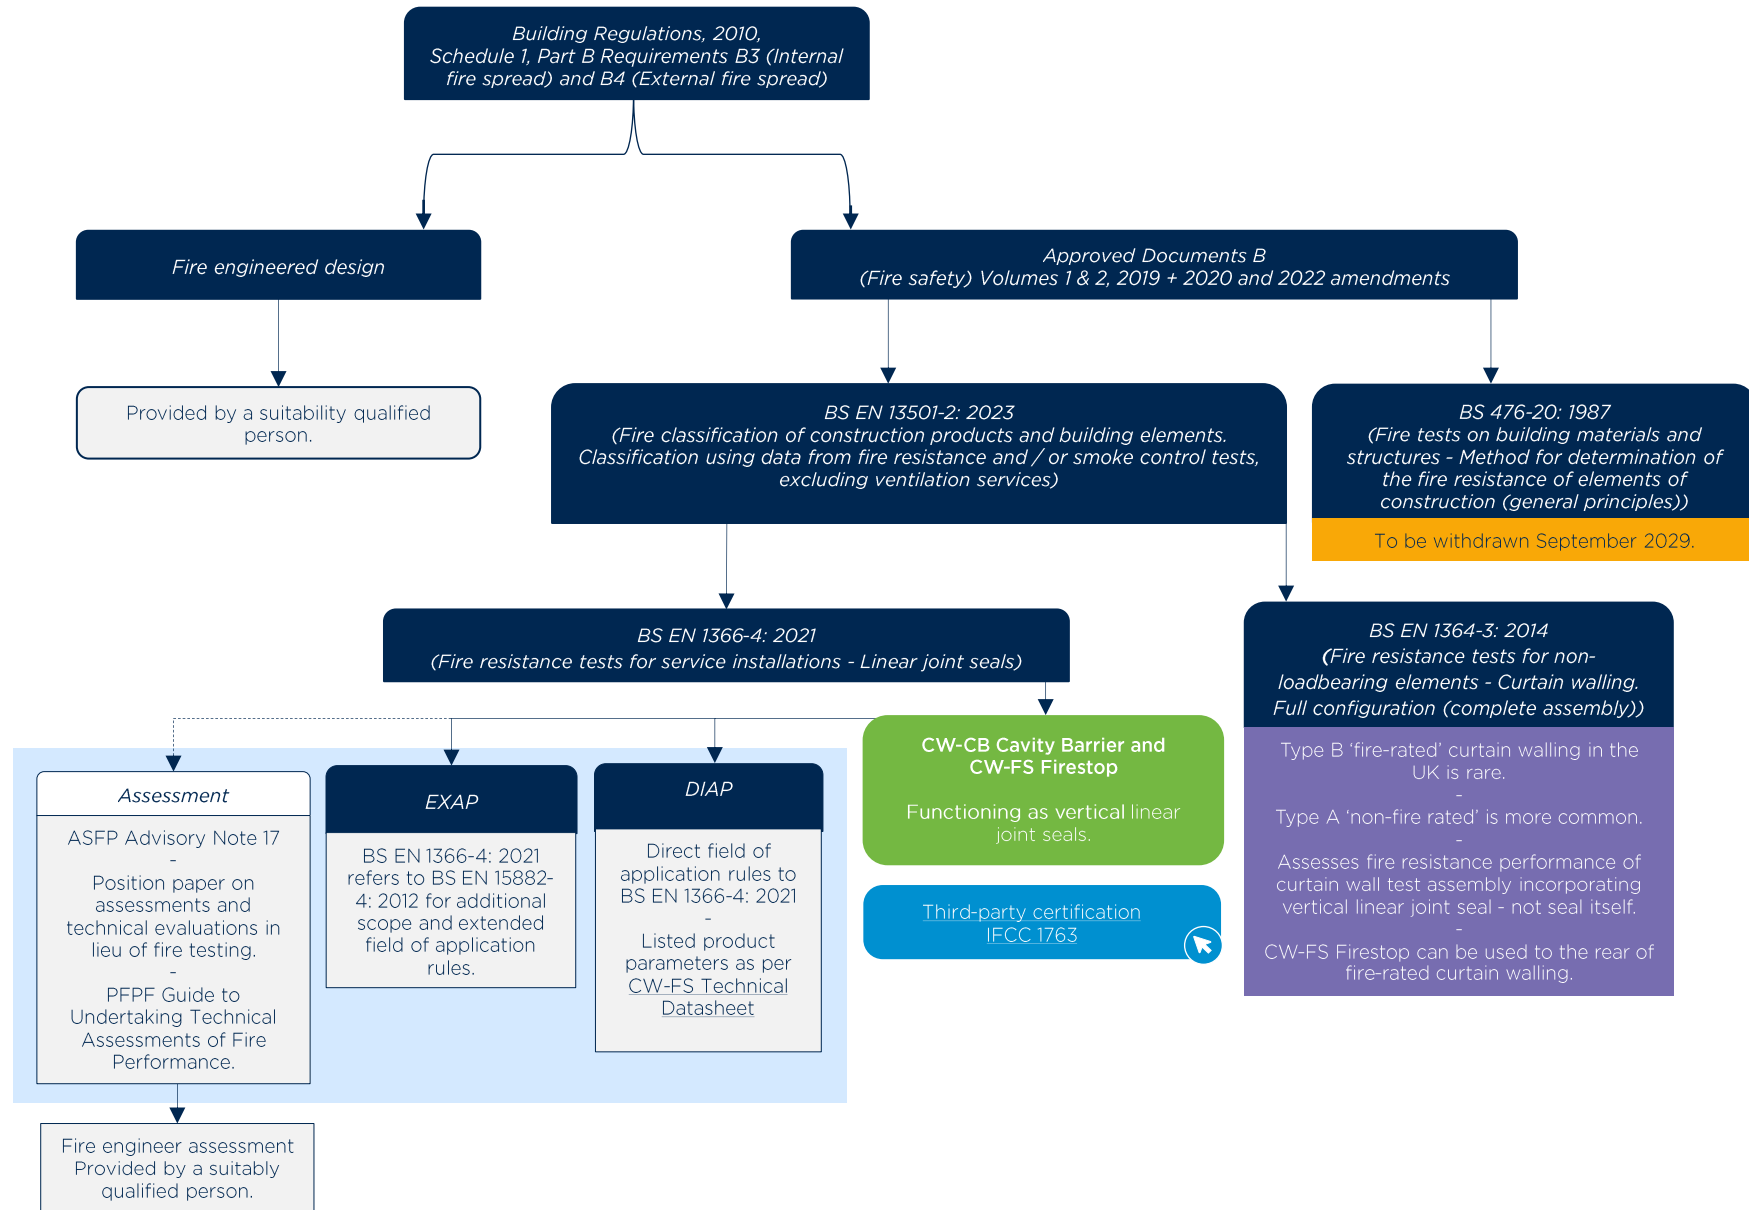 Building Regulations, 2010,
Schedule 1, Part B Requirements B3 (Internal
fire spread) and B4 (External fire spread)
Fire engineered design
Approved Documents B
(Fire safety) Volumes 1 & 2, 2019 + 2020 and 2022 amendments
Provided by a suitability qualified
person.
BS EN 13501-2: 2023
(Fire classification of construction products and building elements.
Classification using data from fire resistance and / or smoke control tests,
excluding ventilation services)
BS 476-20: 1987
(Fire tests on building materials and
structures - Method for determination of
the fire resistance of elements of
construction (general principles))
To be withdrawn September 2029.
BS EN 1366-4: 2021
(Fire resistance tests for service installations - Linear joint seals)
BS EN 1364-3: 2014
(Fire resistance tests for non-
loadbearing elements - Curtain walling.
Full configuration (complete assembly))
Type B ‘fire-rated’ curtain walling in the
UK is rare.
-
Type A ‘non-fire rated’ is more common.
-
Assesses fire resistance performance of
curtain wall test assembly incorporating
vertical linear joint seal - not seal itself.
-
CW-FS Firestop can be used to the rear of
fire-rated curtain walling.
Assessment
ASFP Advisory Note 17
-
Position paper on
assessments and
technical evaluations in
lieu of fire testing.
-
PFPF Guide to
Undertaking Technical
Assessments of Fire
Performance.
EXAP
BS EN 1366-4: 2021
refers to BS EN 15882-
4: 2012 for additional
scope and extended
field of application
rules.
DIAP
Direct field of
application rules to
BS EN 1366-4: 2021
-
Listed product
parameters as per
CW-FS Technical
Datasheet
CW-CB Cavity Barrier and
CW-FS Firestop
Functioning as vertical linear
joint seals.
Third-party certification
IFCC 1763
Fire engineer assessment
Provided by a suitably
qualified person.